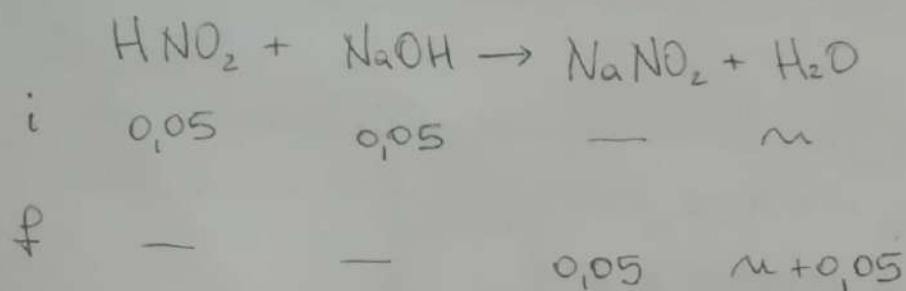 HNO₂ + NaOH → NaNO₂ + H₂O
i 0,05 0,05 — n
f — — 0,05 n+0,05